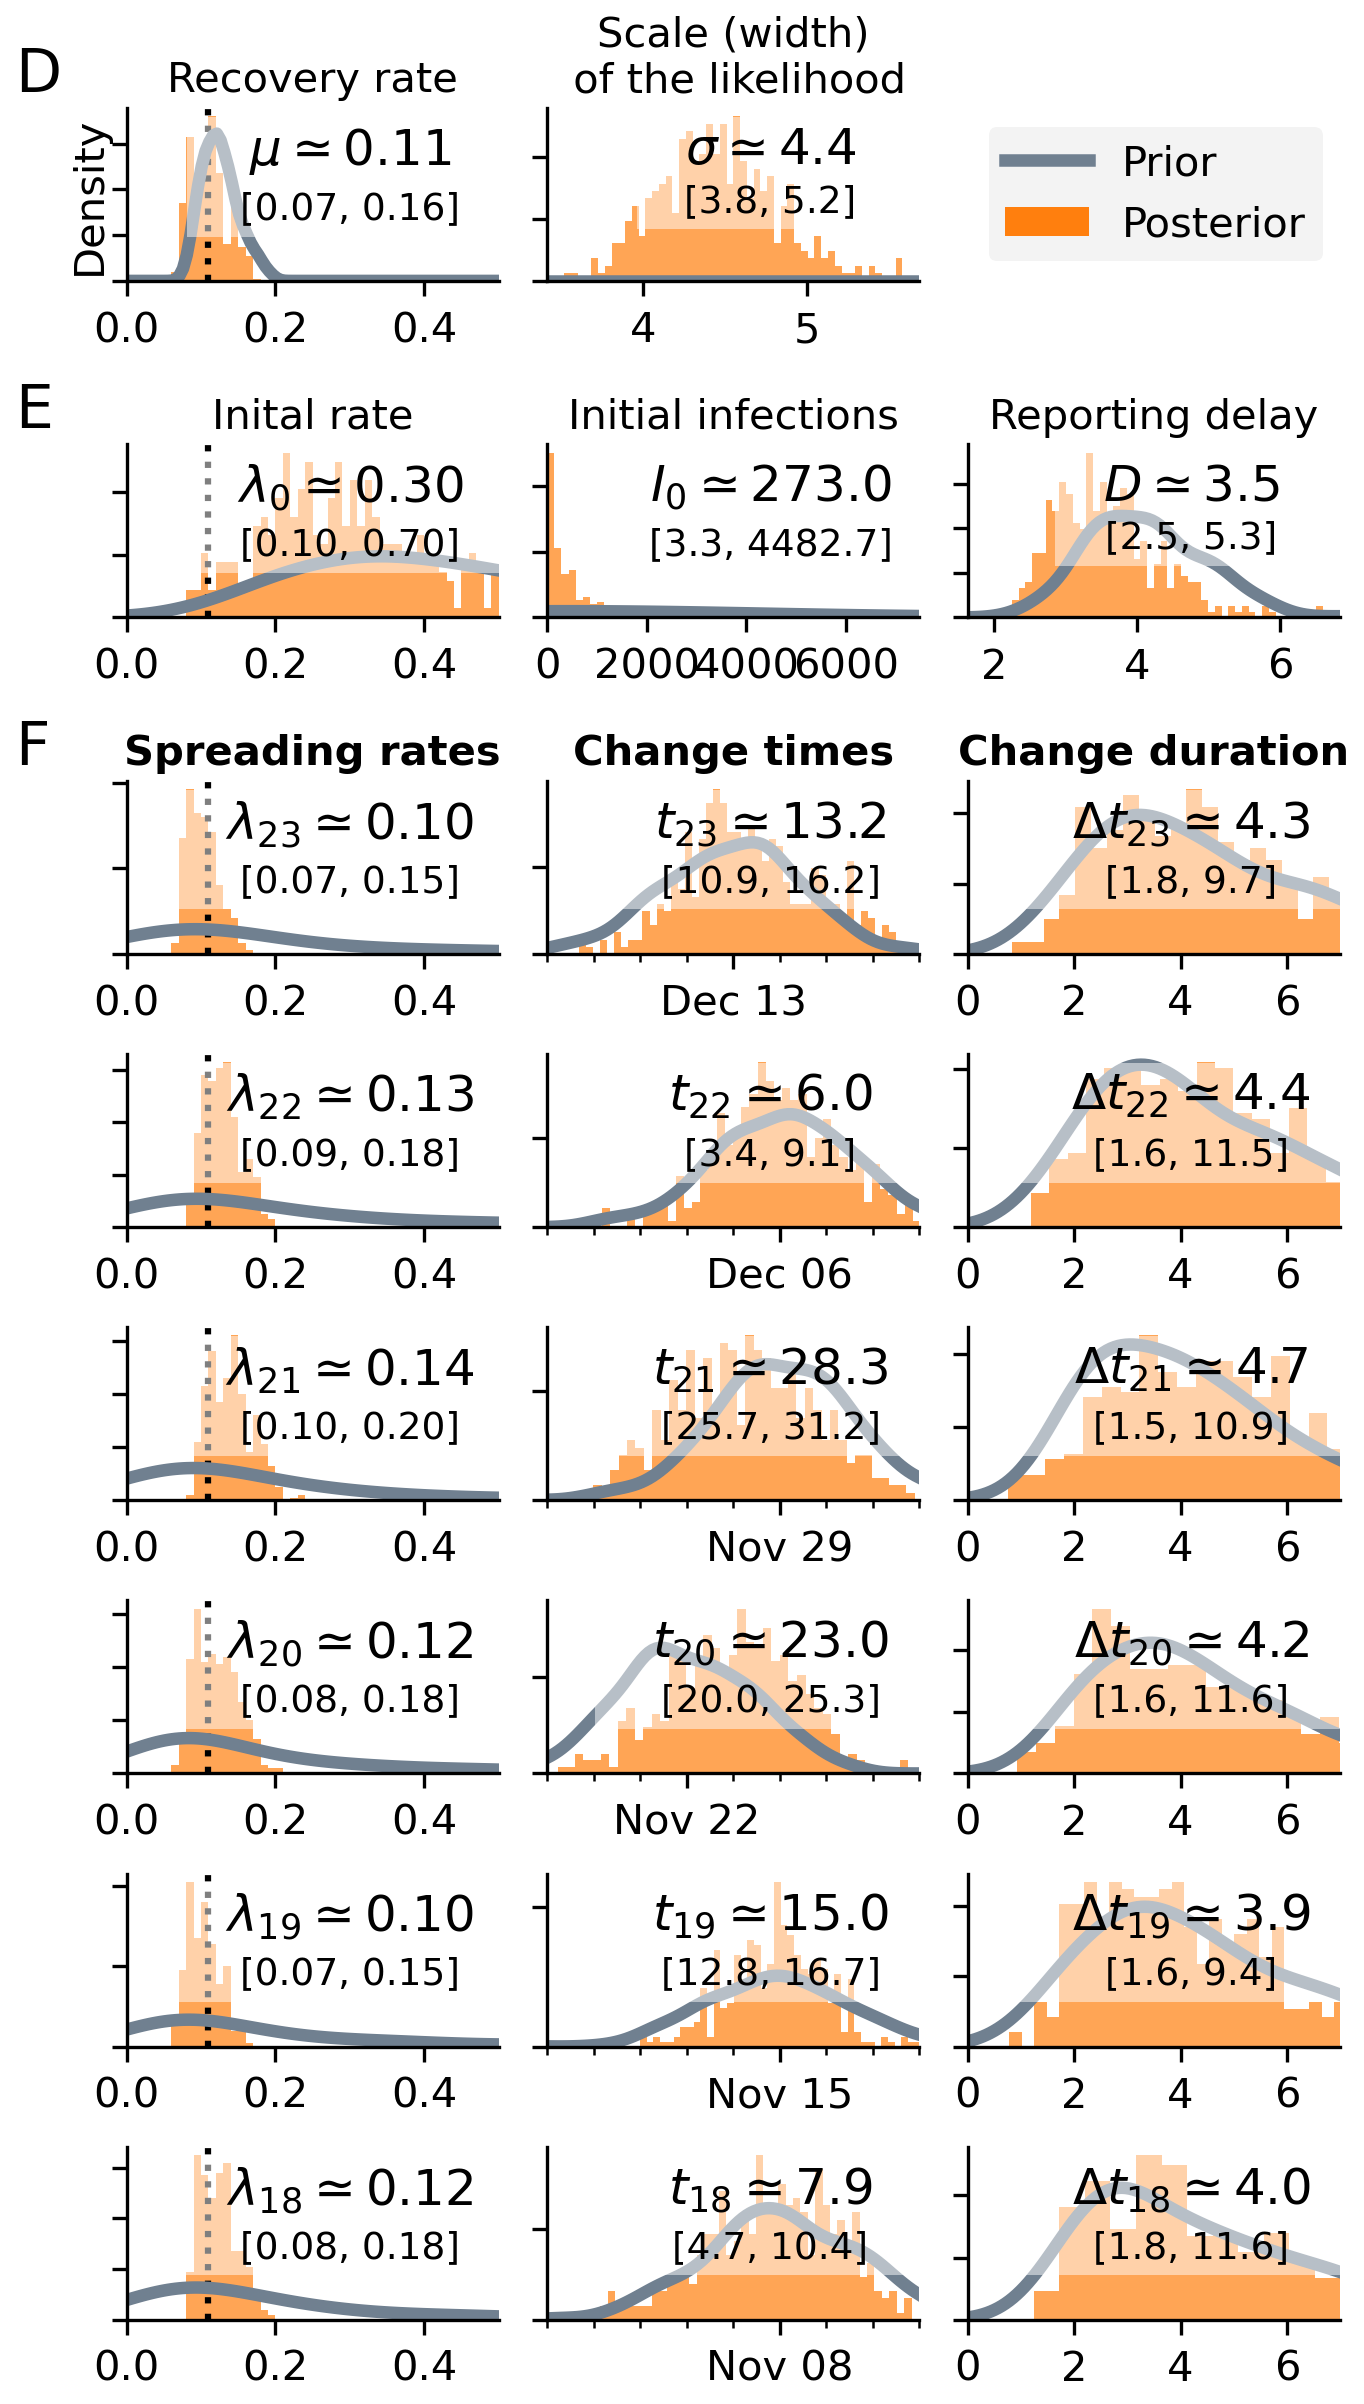 D
Recovery rate
Scale (width)
of the likelihood
Density
μ ≃ 0.11
[0.07, 0.16]
σ ≃ 4.4
[3.8, 5.2]
Prior
Posterior
0.0 0.2 0.4
4 5
E
Inital rate
Initial infections
Reporting delay
λ0 ≃ 0.30
[0.10, 0.70]
I0 ≃ 273.0
[3.3, 4482.7]
D ≃ 3.5
[2.5, 5.3]
0.0 0.2 0.4
0 2000 4000 6000
2 4 6
F
Spreading rates
Change times
Change duration
λ23 ≃ 0.10
[0.07, 0.15]
t23 ≃ 13.2
[10.9, 16.2]
Δt23 ≃ 4.3
[1.8, 9.7]
0.0 0.2 0.4
Dec 13
0 2 4 6
λ22 ≃ 0.13
[0.09, 0.18]
t22 ≃ 6.0
[3.4, 9.1]
Δt22 ≃ 4.4
[1.6, 11.5]
0.0 0.2 0.4
Dec 06
0 2 4 6
λ21 ≃ 0.14
[0.10, 0.20]
t21 ≃ 28.3
[25.7, 31.2]
Δt21 ≃ 4.7
[1.5, 10.9]
0.0 0.2 0.4
Nov 29
0 2 4 6
λ20 ≃ 0.12
[0.08, 0.18]
t20 ≃ 23.0
[20.0, 25.3]
Δt20 ≃ 4.2
[1.6, 11.6]
0.0 0.2 0.4
Nov 22
0 2 4 6
λ19 ≃ 0.10
[0.07, 0.15]
t19 ≃ 15.0
[12.8, 16.7]
Δt19 ≃ 3.9
[1.6, 9.4]
0.0 0.2 0.4
Nov 15
0 2 4 6
λ18 ≃ 0.12
[0.08, 0.18]
t18 ≃ 7.9
[4.7, 10.4]
Δt18 ≃ 4.0
[1.8, 11.6]
0.0 0.2 0.4
Nov 08
0 2 4 6